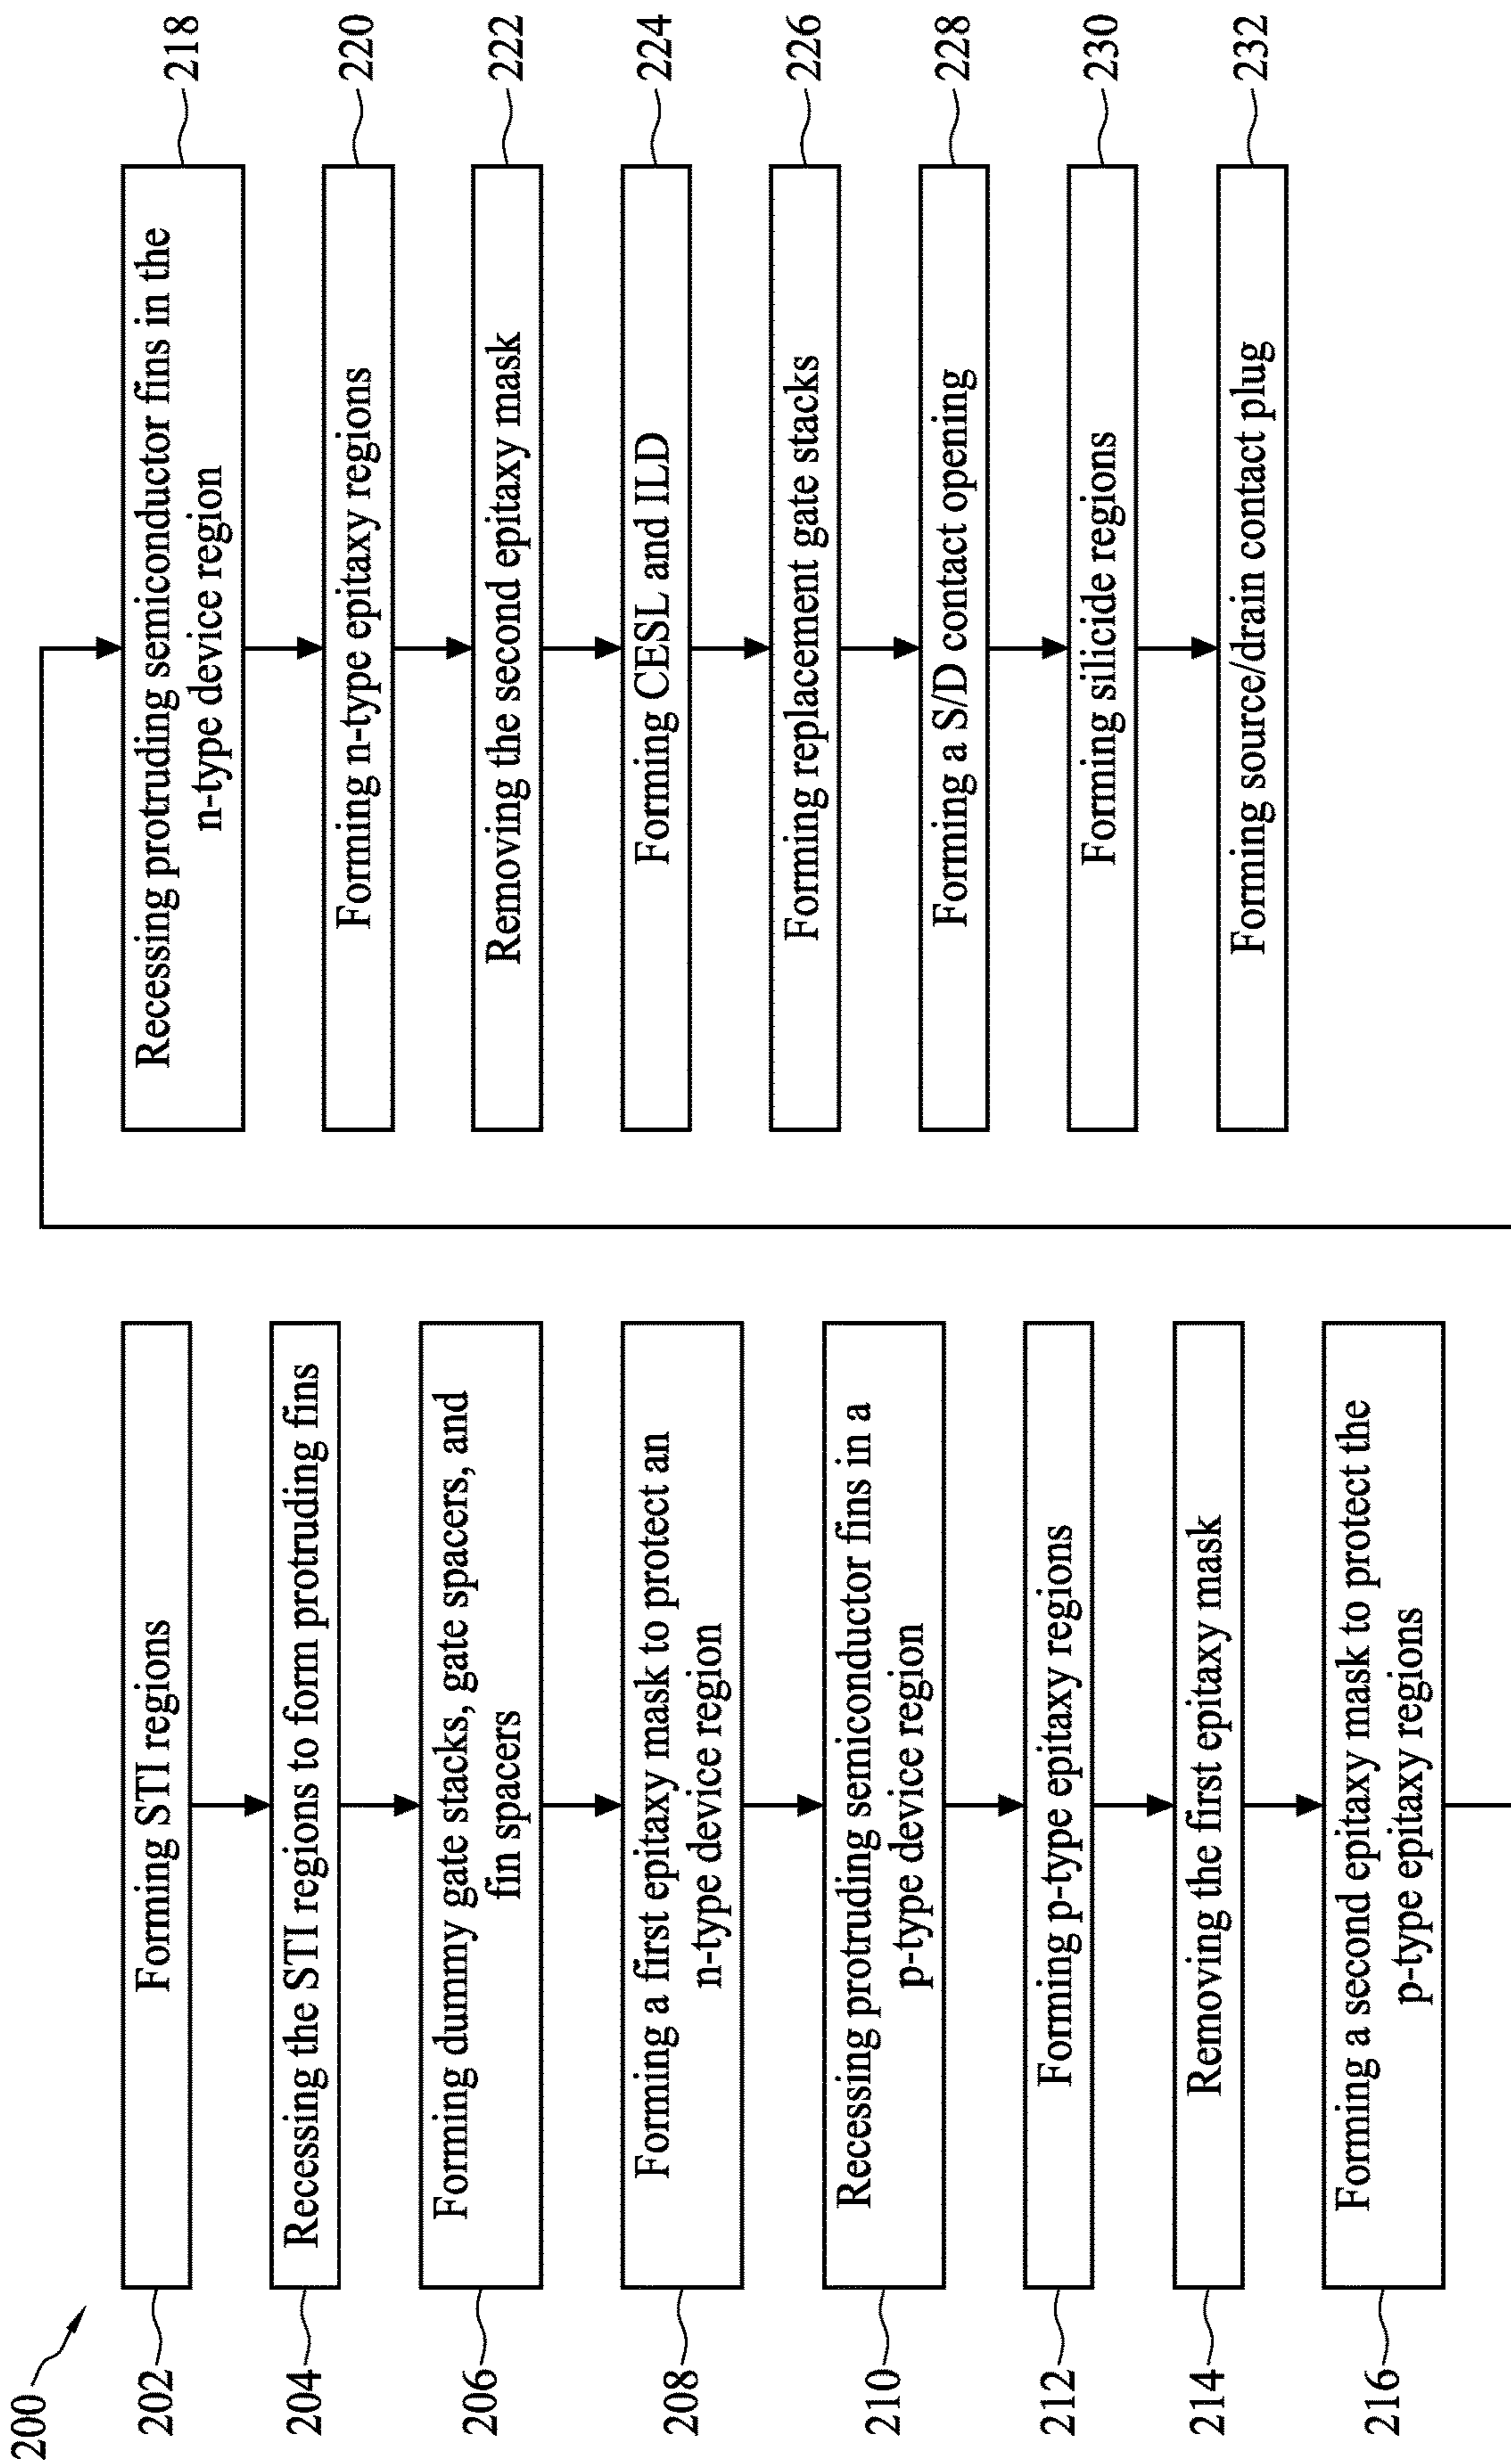 200
202
Forming STI regions
204
Recessing the STI regions to form protruding fins
206
Forming dummy gate stacks, gate spacers, and
fin spacers
208
Forming a first epitaxy mask to protect an
n-type device region
210
Recessing protruding semiconductor fins in a
p-type device region
212
Forming p-type epitaxy regions
214
Removing the first epitaxy mask
216
Forming a second epitaxy mask to protect the
p-type epitaxy regions
Recessing protruding semiconductor fins in the
n-type device region
218
Forming n-type epitaxy regions
220
Removing the second epitaxy mask
222
Forming CESL and ILD
224
Forming replacement gate stacks
226
Forming a S/D contact opening
228
Forming silicide regions
230
Forming source/drain contact plug
232